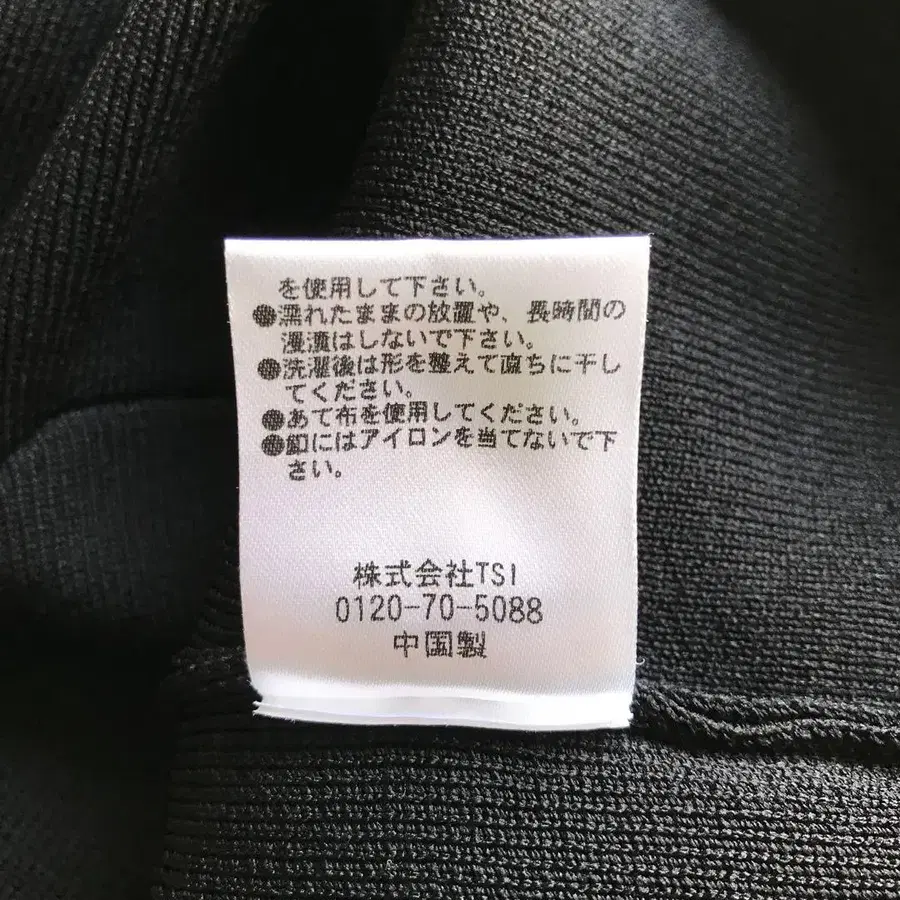 を使用して下さい。
●濡れたままの放置や、長時間の
浸漬はしないで下さい。
●洗濯後は形を整えて直ちに干し
てください。
●あて布を使用してください。
●釦にはアイロンを当てないで下
さい。
株式会社TSI
0120-70-5088
中国製